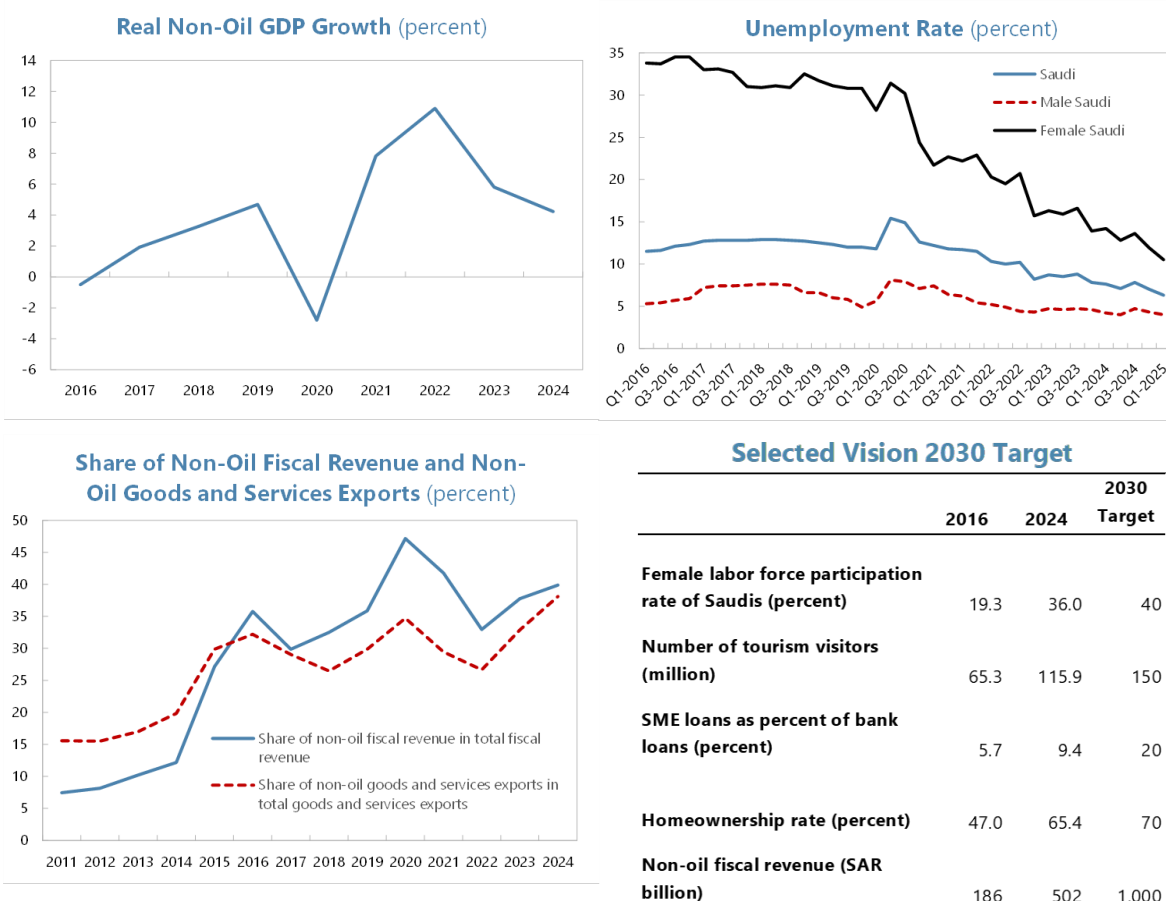 Real Non-Oil GDP Growth (percent)
14
12
10
8
6
4
2
0
-2
-4
-6
2016 2017 2018 2019 2020 2021 2022 2023 2024
Unemployment Rate (percent)
35
30
25
20
15
10
5
0
Saudi
Male Saudi
Female Saudi
Q1-2016 Q3-2016 Q1-2017 Q3-2017 Q1-2018 Q3-2018 Q1-2019 Q3-2019 Q1-2020 Q3-2020 Q1-2021 Q3-2021 Q1-2022 Q3-2022 Q1-2023 Q3-2023 Q1-2024 Q3-2024 Q1-2025
Share of Non-Oil Fiscal Revenue and Non-
Oil Goods and Services Exports (percent)
50
45
40
35
30
25
20
15
10
5
0
Share of non-oil fiscal revenue in total fiscal
revenue
Share of non-oil goods and services exports in
total goods and services exports
2011 2012 2013 2014 2015 2016 2017 2018 2019 2020 2021 2022 2023 2024
Selected Vision 2030 Target
2030
2016 2024 Target
Female labor force participation
rate of Saudis (percent) 19.3 36.0 40
Number of tourism visitors
(million) 65.3 115.9 150
SME loans as percent of bank
loans (percent) 5.7 9.4 20
Homeownership rate (percent) 47.0 65.4 70
Non-oil fiscal revenue (SAR
billion) 186 502 1,000